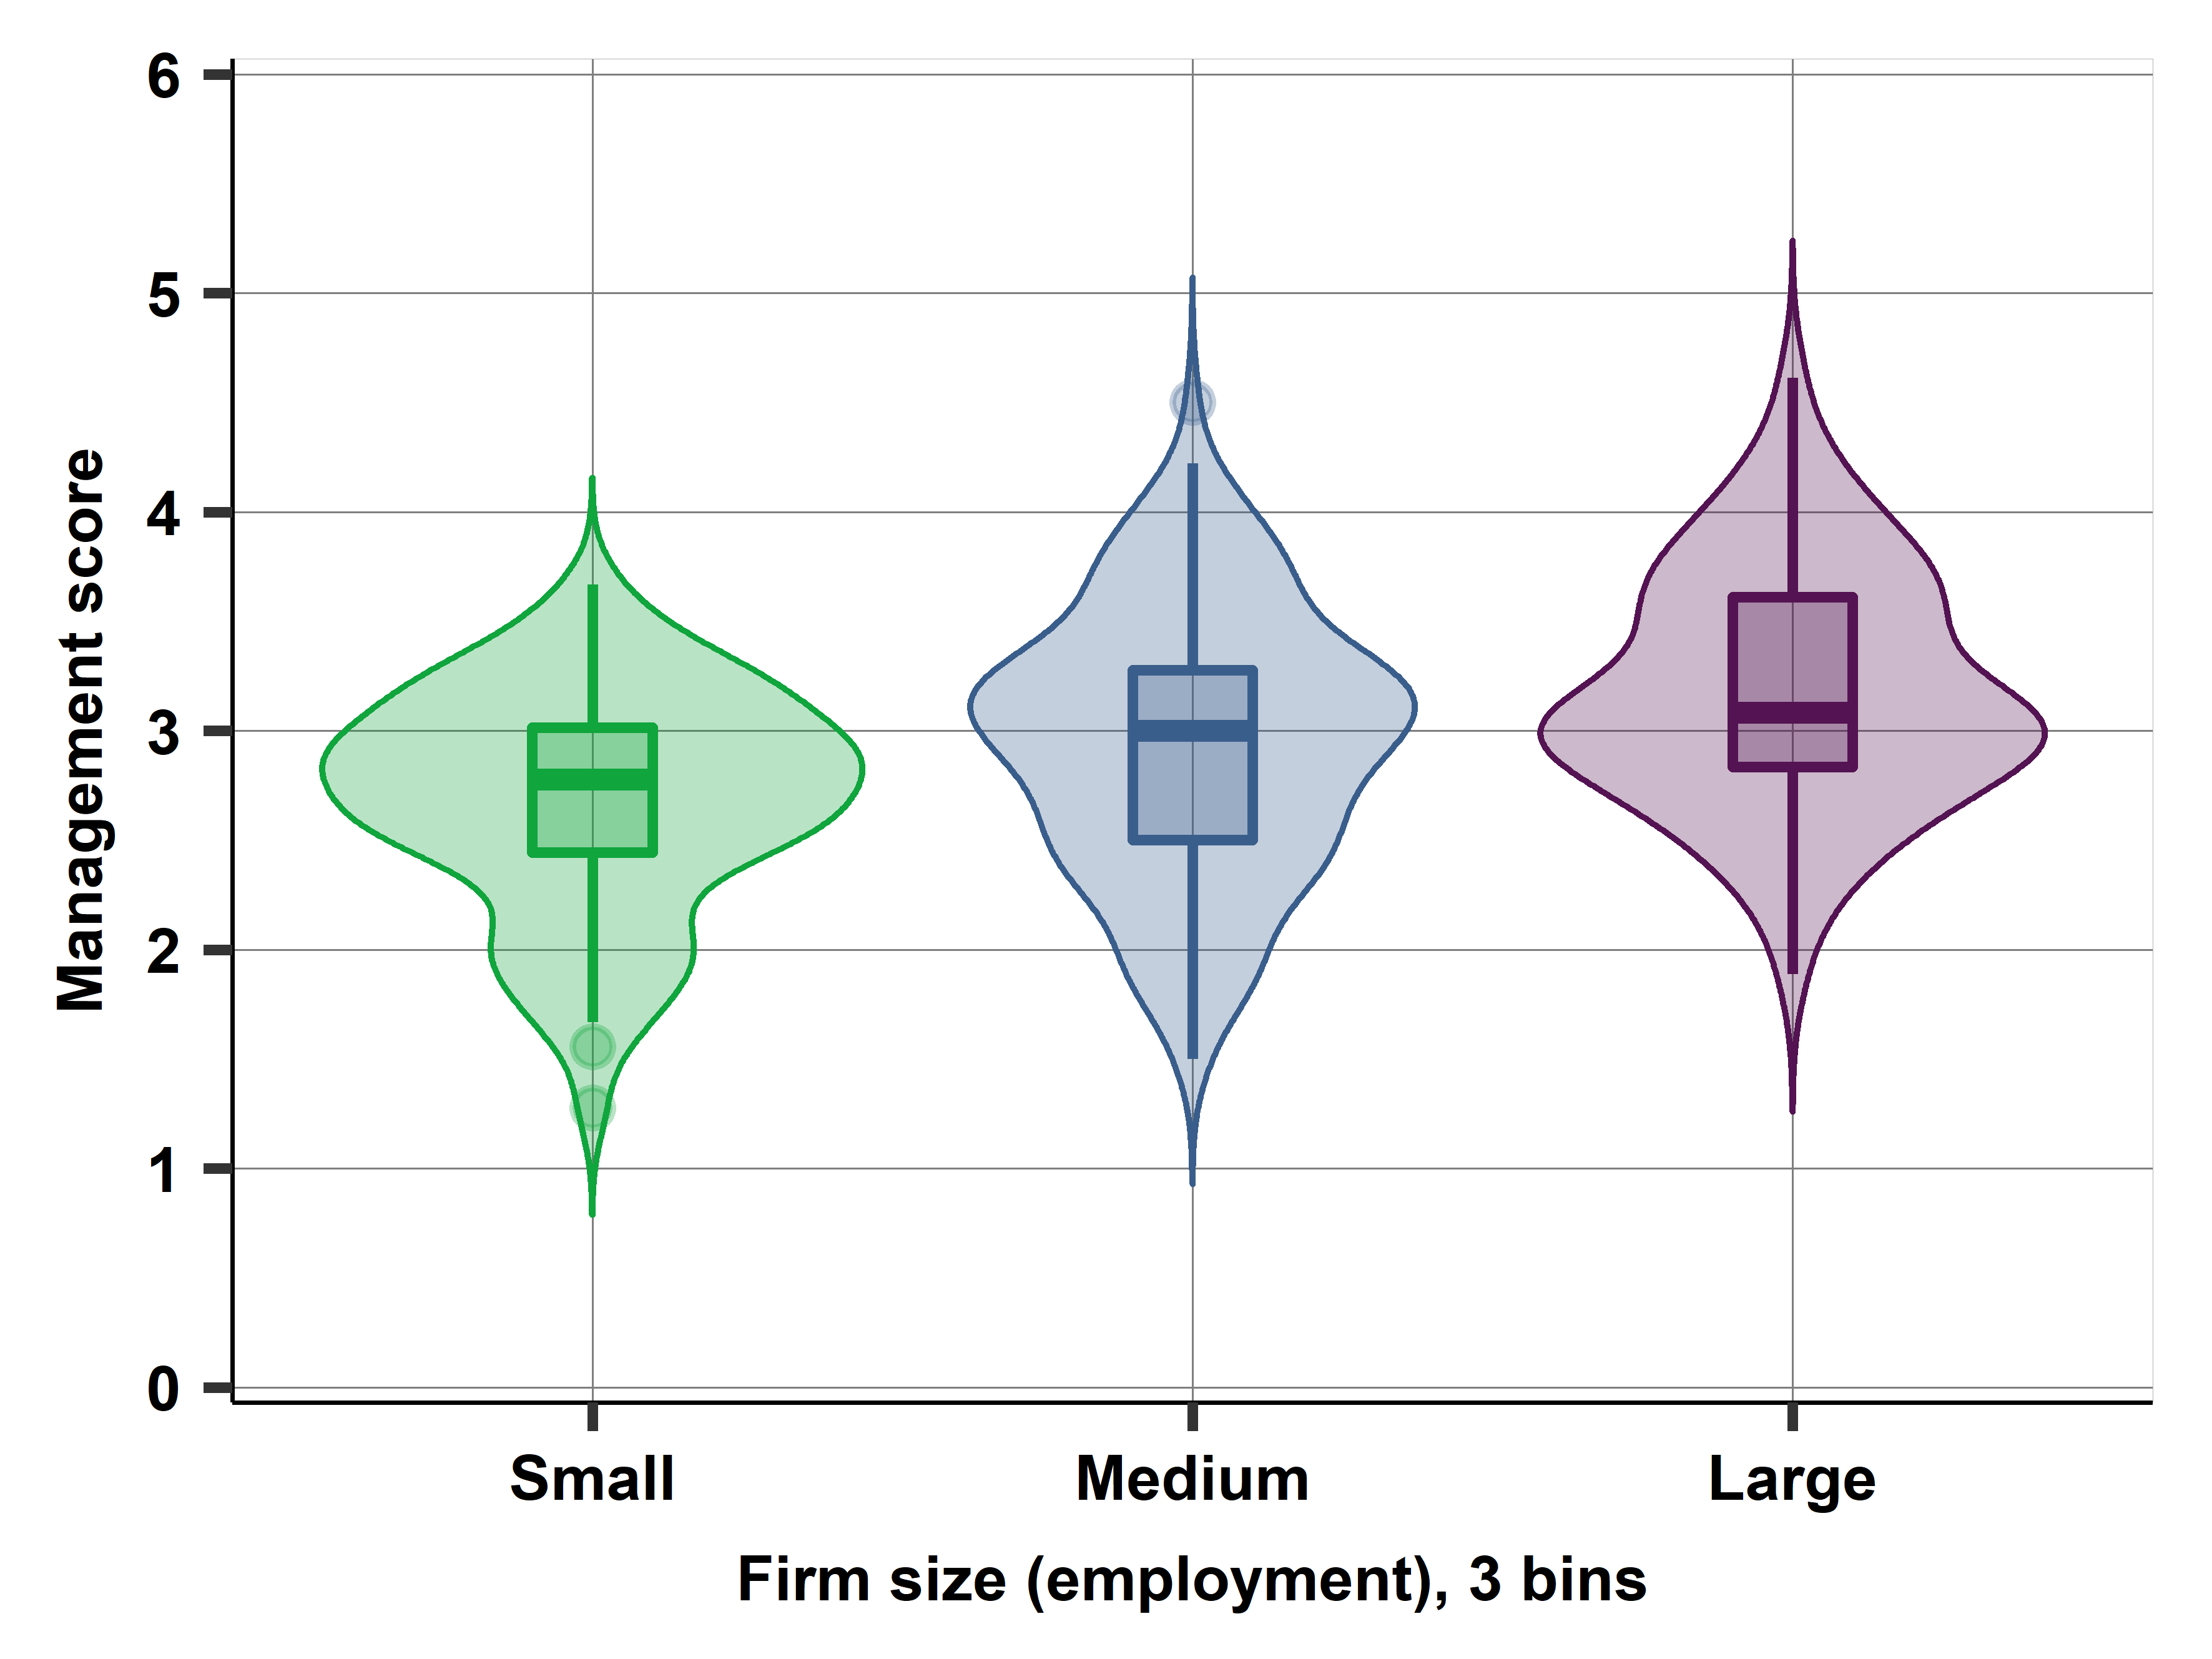 6
5
4
3
2
1
0
Management score
Small Medium Large
Firm size (employment), 3 bins